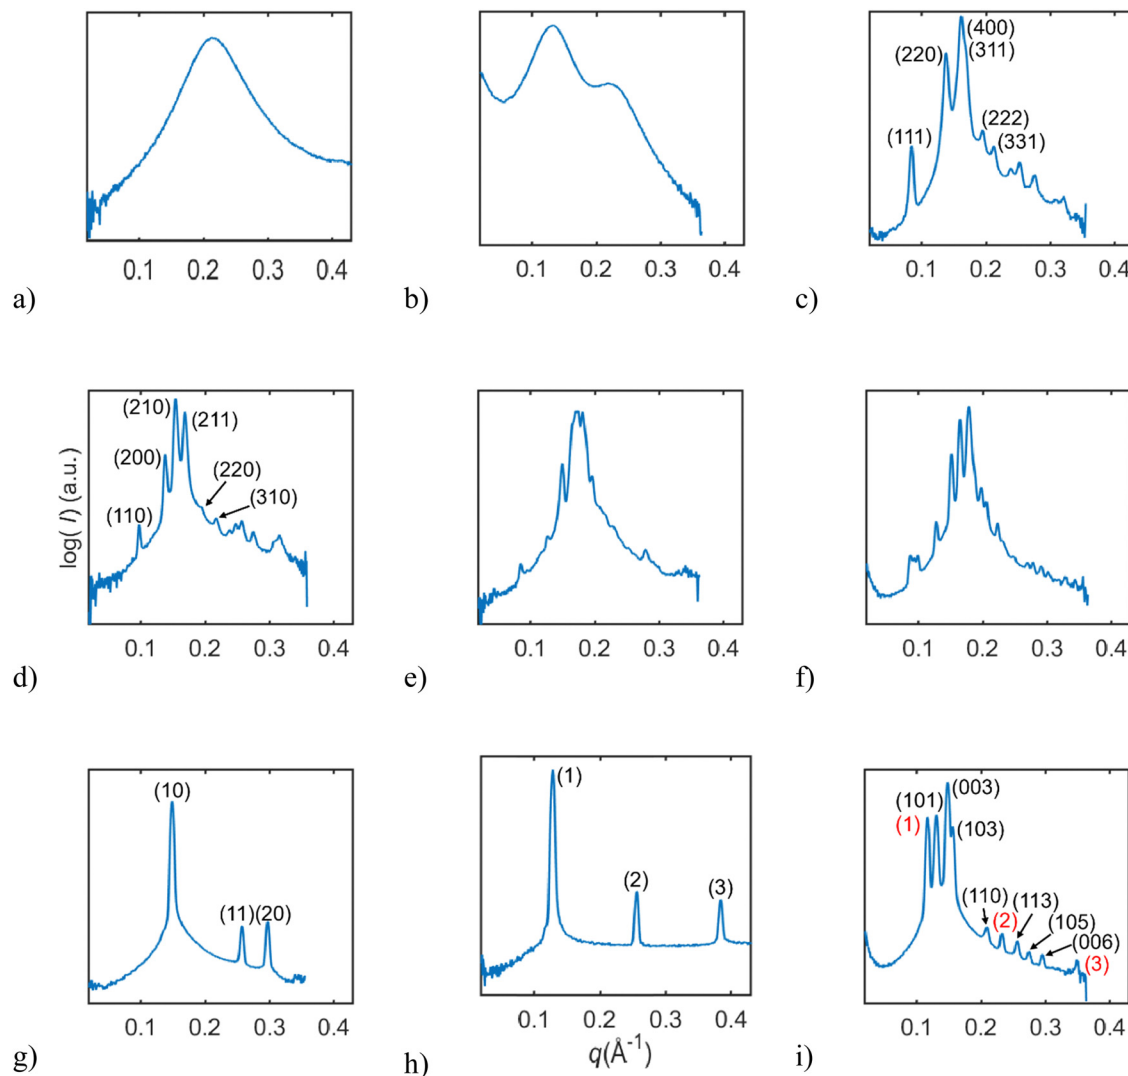 0.1 0.2 0.3 0.4
a)
0.1 0.2 0.3 0.4
b)
(400)
(220) (311)
(222)
(111) (331)
0.1 0.2 0.3 0.4
c)
log( I) (a.u.)
(210)
(211)
(200)
(220)
(110) (310)
0.1 0.2 0.3 0.4
d)
0.1 0.2 0.3 0.4
e)
0.1 0.2 0.3 0.4
f)
(10)
(11) (20)
0.1 0.2 0.3 0.4
g)
(1)
(2) (3)
0.1 0.2 0.3 0.4
q(Å-1)
h)
(101) (003)
(1) (103)
(110) (2) (113)
(105)
(006)
(3)
0.1 0.2 0.3 0.4
i)